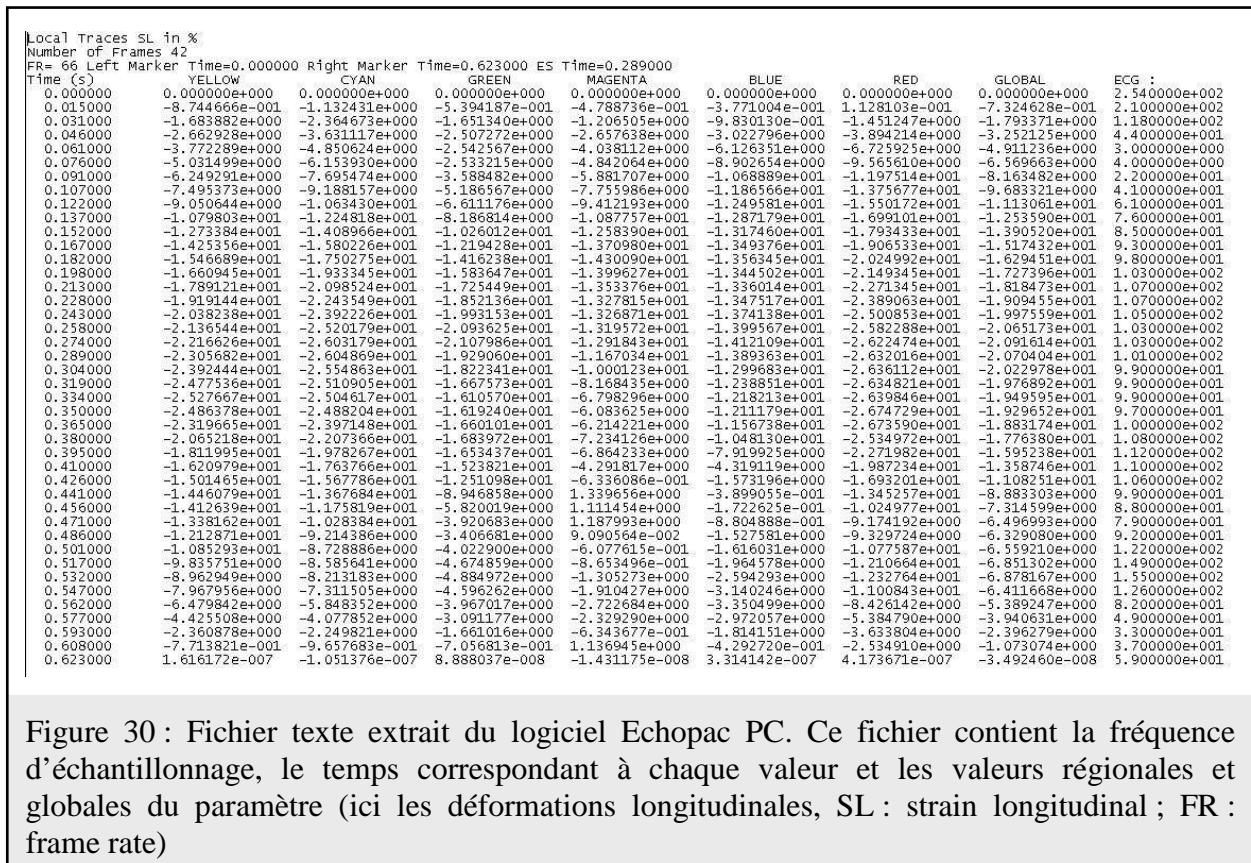 Local Traces SL in %
Number of Frames 42
FR= 66 Left Marker Time=0.000000 Right Marker Time=0.623000 ES Time=0.289000
Time (s) YELLOW CYAN GREEN MAGENTA BLUE RED GLOBAL ECG :
0.000000 0.000000e+000 0.000000e+000 0.000000e+000 0.000000e+000 0.000000e+000 0.000000e+000 0.000000e+000 2.540000e+002
0.015000 -8.744666e-001 -1.132431e+000 -5.394187e-001 -4.788736e-001 -3.771004e-001 1.128103e-001 -7.324628e-001 2.100000e+002
0.031000 -1.683882e+000 -2.364673e+000 -1.651340e+000 -1.206505e+000 -9.830130e-001 -1.451247e+000 -1.793371e+000 1.180000e+002
0.046000 -2.662928e+000 -3.631117e+000 -2.507272e+000 -2.657638e+000 -3.022796e+000 -3.894214e+000 -3.252125e+000 4.400000e+001
0.061000 -3.772289e+000 -4.850624e+000 -2.542567e+000 -4.038112e+000 -6.126351e+000 -6.725925e+000 -4.911236e+000 3.000000e+001
0.076000 -5.031499e+000 -6.153930e+000 -2.533215e+000 -4.842064e+000 -8.902654e+000 -9.565610e+000 -6.569663e+000 4.000000e+001
0.091000 -6.249291e+000 -7.695474e+000 -3.588482e+000 -5.881707e+000 -1.068889e+001 -1.197514e+001 -8.163482e+000 2.200000e+001
0.107000 -7.495373e+000 -9.188157e+000 -5.186567e+000 -7.755986e+000 -1.186566e+001 -1.375677e+001 -9.683321e+000 4.100000e+001
0.122000 -9.050644e+000 -1.063430e+001 -6.611176e+000 -9.412193e+000 -1.249581e+001 -1.550172e+001 -1.113061e+001 6.100000e+001
0.137000 -1.079803e+001 -1.224818e+001 -8.186814e+000 -1.087757e+001 -1.287179e+001 -1.699101e+001 -1.253590e+001 7.600000e+001
0.152000 -1.273384e+001 -1.408966e+001 -1.026012e+001 -1.258390e+001 -1.317460e+001 -1.793433e+001 -1.390520e+001 8.500000e+001
0.167000 -1.425356e+001 -1.580226e+001 -1.219428e+001 -1.370980e+001 -1.349376e+001 -1.906533e+001 -1.517432e+001 9.300000e+001
0.182000 -1.546689e+001 -1.750275e+001 -1.416238e+001 -1.430090e+001 -1.356345e+001 -2.024992e+001 -1.629451e+001 9.800000e+001
0.198000 -1.660945e+001 -1.933345e+001 -1.583647e+001 -1.399627e+001 -1.344502e+001 -2.149345e+001 -1.727396e+001 1.030000e+002
0.213000 -1.789121e+001 -2.098524e+001 -1.725449e+001 -1.353376e+001 -1.336014e+001 -2.271345e+001 -1.818473e+001 1.070000e+002
0.228000 -1.919144e+001 -2.243549e+001 -1.852136e+001 -1.327815e+001 -1.347517e+001 -2.389063e+001 -1.909455e+001 1.070000e+002
0.243000 -2.038238e+001 -2.392226e+001 -1.993153e+001 -1.326871e+001 -1.374138e+001 -2.500853e+001 -1.997559e+001 1.050000e+002
0.258000 -2.136544e+001 -2.520179e+001 -2.093625e+001 -1.319572e+001 -1.399567e+001 -2.582288e+001 -2.065173e+001 1.030000e+002
0.274000 -2.216626e+001 -2.603179e+001 -2.107986e+001 -1.291843e+001 -1.412109e+001 -2.622474e+001 -2.091614e+001 1.030000e+002
0.289000 -2.305682e+001 -2.604869e+001 -1.929060e+001 -1.167034e+001 -1.389363e+001 -2.632016e+001 -2.070404e+001 1.010000e+002
0.304000 -2.392444e+001 -2.554863e+001 -1.822341e+001 -1.000123e+001 -1.299683e+001 -2.636112e+001 -2.022978e+001 9.900000e+001
0.319000 -2.477536e+001 -2.510905e+001 -1.667573e+001 -8.168435e+000 -1.238851e+001 -2.634821e+001 -1.976892e+001 9.900000e+001
0.334000 -2.527667e+001 -2.504617e+001 -1.610570e+001 -6.798296e+000 -1.218213e+001 -2.639846e+001 -1.949595e+001 9.900000e+001
0.350000 -2.486378e+001 -2.488204e+001 -1.619240e+001 -6.083625e+000 -1.211179e+001 -2.674729e+001 -1.929652e+001 9.700000e+001
0.365000 -2.319665e+001 -2.397148e+001 -1.660101e+001 -6.214221e+000 -1.156738e+001 -2.673590e+001 -1.883174e+001 1.000000e+002
0.380000 -2.065218e+001 -2.207366e+001 -1.683972e+001 -7.234126e+000 -1.048130e+001 -2.534972e+001 -1.776380e+001 1.080000e+002
0.395000 -1.811995e+001 -1.978267e+001 -1.653437e+001 -6.864233e+000 -7.919925e+000 -2.271982e+001 -1.595238e+001 1.120000e+002
0.410000 -1.620979e+001 -1.763766e+001 -1.523821e+001 -4.291817e+000 -4.319119e+000 -1.987234e+001 -1.358746e+001 1.100000e+002
0.426000 -1.501465e+001 -1.567786e+001 -1.251098e+001 -6.336086e-001 -1.573196e+000 -1.693201e+001 -1.108251e+001 1.060000e+002
0.441000 -1.446079e+001 -1.367684e+001 -8.946858e+000 1.339656e+000 -3.899055e-001 -1.345257e+001 -8.883303e+000 9.900000e+001
0.456000 -1.412639e+001 -1.175819e+001 -5.820019e+000 1.111454e+000 -1.722625e-001 -1.024977e+001 -7.314599e+000 8.800000e+001
0.471000 -1.338162e+001 -1.028384e+001 -3.920683e+000 1.187993e+000 -8.804888e-001 -9.174192e+000 -6.496993e+000 7.900000e+001
0.486000 -1.212871e+001 -9.214386e+000 -3.406681e+000 9.090564e-002 -1.527581e+000 -9.329724e+000 -6.329080e+000 9.200000e+001
0.501000 -1.085293e+001 -8.728886e+000 -4.022900e+000 -6.077615e-001 -1.616031e+000 -1.077587e+001 -6.559210e+000 1.220000e+002
0.517000 -9.835751e+000 -8.585641e+000 -4.674859e+000 -8.653496e-001 -1.964578e+000 -1.210664e+001 -6.851302e+000 1.490000e+002
0.532000 -8.962949e+000 -8.213183e+000 -4.884972e+000 -1.305273e+000 -2.594293e+000 -1.232764e+001 -6.878167e+000 1.550000e+002
0.547000 -7.967956e+000 -7.311505e+000 -4.596262e+000 -1.910427e+000 -3.140246e+000 -1.100843e+001 -6.411668e+000 1.260000e+002
0.562000 -6.479842e+000 -5.848352e+000 -3.967017e+000 -2.722684e+000 -3.350499e+000 -8.426142e+000 -5.389247e+000 8.200000e+001
0.577000 -4.425508e+000 -4.077852e+000 -3.091177e+000 -2.329290e+000 -2.972057e+000 -5.384790e+000 -3.940631e+000 4.900000e+001
0.593000 -2.360878e+000 -2.249821e+000 -1.661016e+000 -6.343677e-001 -1.814151e+000 -3.633804e+000 -2.396279e+000 3.300000e+001
0.608000 -7.713821e-001 -9.657683e-001 -7.056813e-001 1.136945e+000 -4.292720e-001 -2.534910e+000 -1.073074e+000 3.700000e+001
0.623000 1.616172e-007 -1.051376e-007 8.888037e-008 -1.431175e-008 3.314142e-007 4.173671e-007 -3.492460e-008 5.900000e+001
Figure 30 : Fichier texte extrait du logiciel Echopac PC. Ce fichier contient la fréquence
d’échantillonnage, le temps correspondant à chaque valeur et les valeurs régionales et
globales du paramètre (ici les déformations longitudinales, SL : strain longitudinal ; FR :
frame rate)